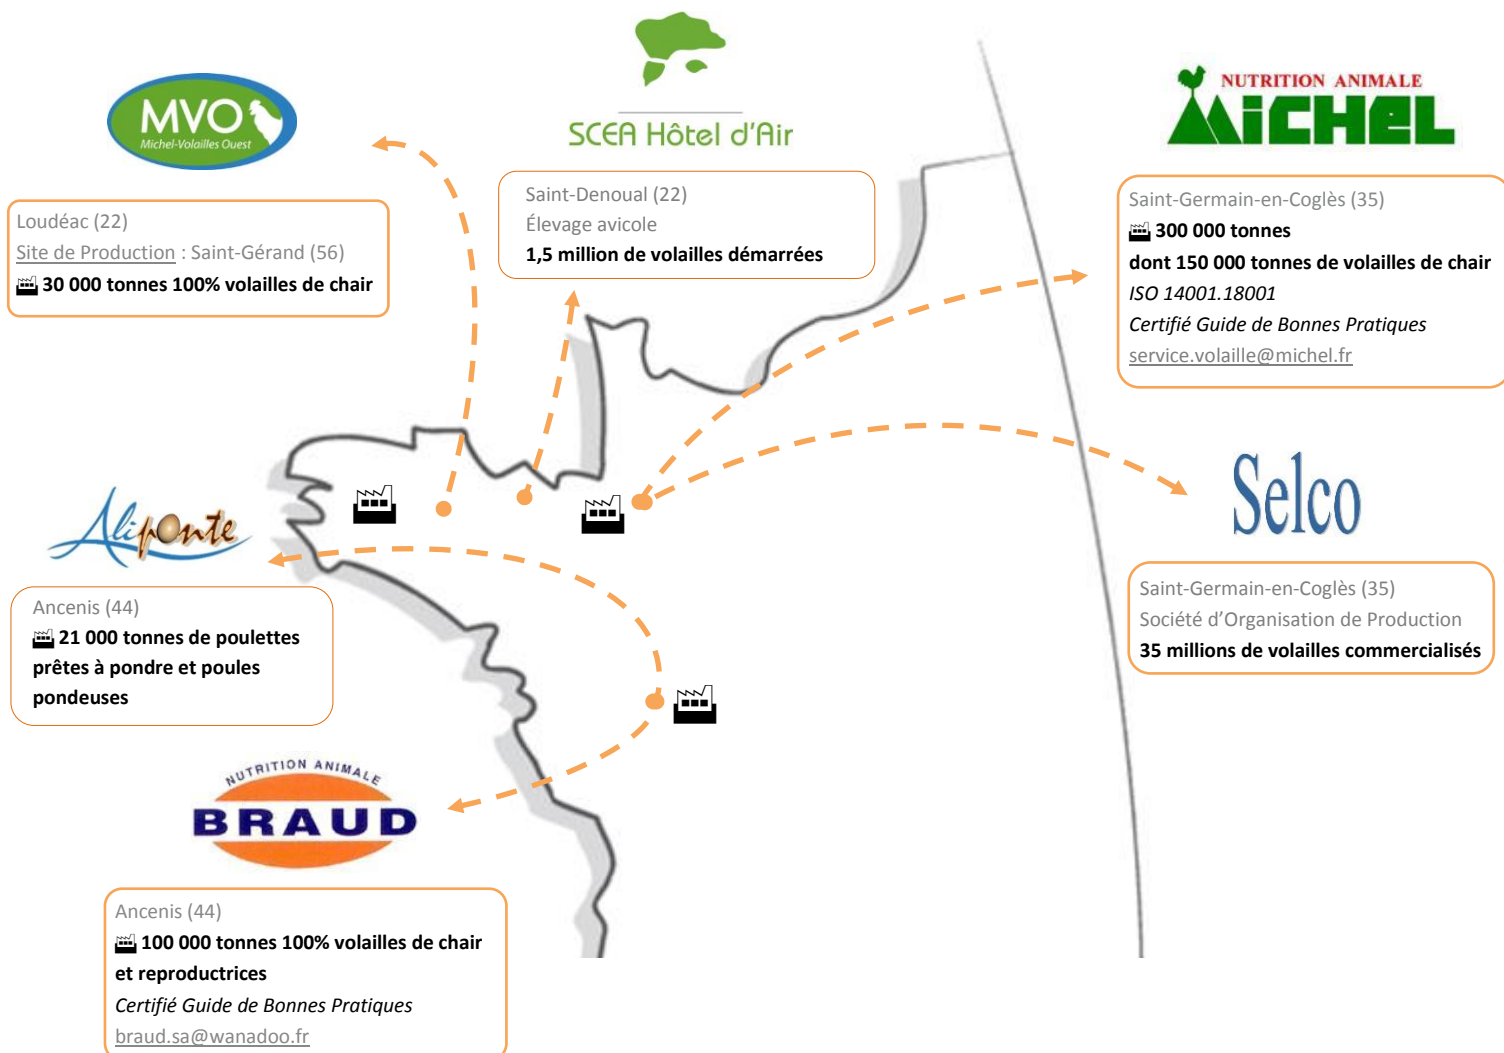 MVO
Michel-Volailles Ouest
Loudéac (22)
Site de Production : Saint-Gérand (56)
30 000 tonnes 100% volailles de chair
SCEA Hôtel d'Air
Saint-Denoual (22)
Élevage avicole
1,5 million de volailles démarrées
NUTRITION ANIMALE
MiCHEL
Saint-Germain-en-Coglès (35)
300 000 tonnes
dont 150 000 tonnes de volailles de chair
ISO 14001.18001
Certifié Guide de Bonnes Pratiques
service.volaille@michel.fr
Aliponte
Ancenis (44)
21 000 tonnes de poulettes
prêtes à pondre et poules
pondeuses
Selco
Saint-Germain-en-Coglès (35)
Société d’Organisation de Production
35 millions de volailles commercialisés
NUTRITION ANIMALE
BRAUD
Ancenis (44)
100 000 tonnes 100% volailles de chair
et reproductrices
Certifié Guide de Bonnes Pratiques
braud.sa@wanadoo.fr